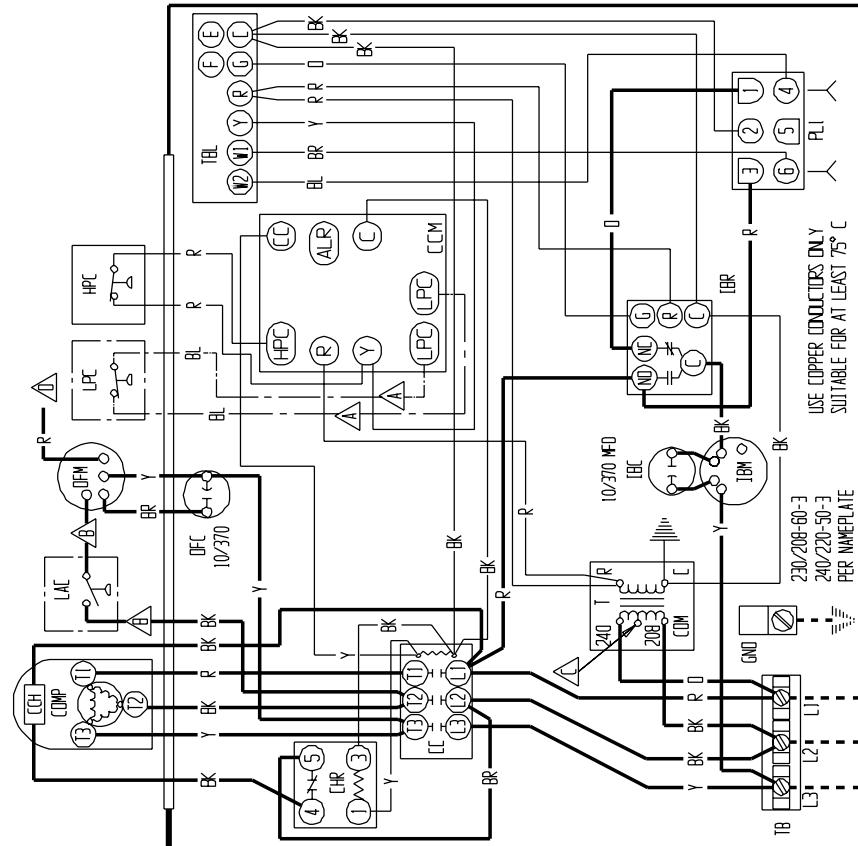 CCH
COMP
T1
T2
T3
LAC
B
B
OFM
D
R
LPC
HPC
BR
Y
OFC
10/370
BK
BK
R
BK
BK
Y
Y
BL
BL
R
R
TBL
W2
W1
Y
R
G
C
F
E
BL
BR
Y
R
R
O
BK
BK
BK
4
5
CHR
1
3
Y
BK
Y
HPC
R
Y
LPC
LPC
CC
ALR
C
CCM
A
A
T3
T2
T1
CC
L3
L2
L1
BR
BK
BK
R
R
TB
L3
L2
L1
Y
BK
BK
R
O
GND
C
240
208
COM
T
R
C
Y
10/370 MFD
IBC
IBM
BK
BK
NO
NC
C
G
R
C
IBR
O
R
3
2
1
6
5
4
PL1
230/208-60-3
240/220-50-3
PER NAMEPLATE
USE COPPER CONDUCTORS ONLY
SUITABLE FOR AT LEAST 75° C